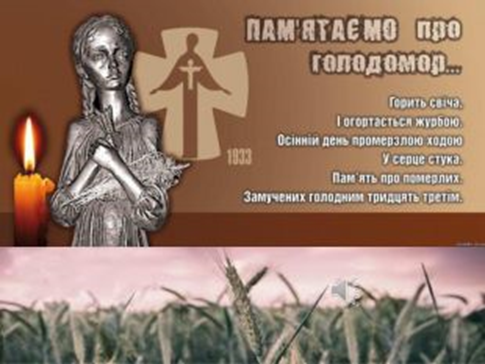 ПАМ'ЯТАЄМО про
голодомор...
Горить свіча,
І огортається журбою.
Осінній день промерзлою ходою
У серце стука.
Пам'ять про померлих.
Замучених голодним тридцять третім.
1933